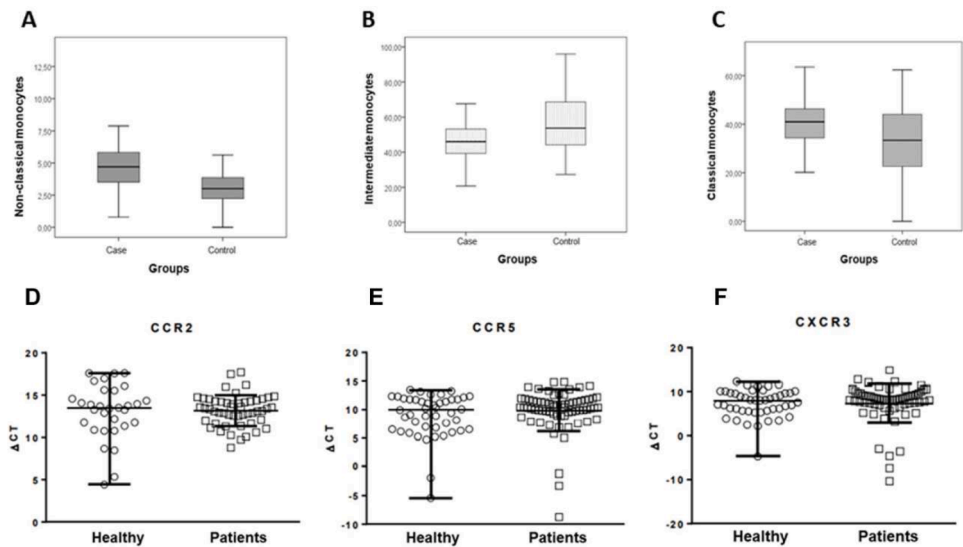 A
Non-classical monocytes
12,50
10,00
7,50
5,00
2,50
0,00
Case
Control
Groups
B
Intermediate monocytes
100,00
80,00
60,00
40,00
20,00
0,00
Case
Control
Groups
C
Classical monocytes
60,00
40,00
20,00
0,00
Case
Control
Groups
D
CCR2
Δ CT
20
15
10
5
0
Healthy
Patients
E
CCR5
Δ CT
20
15
10
5
0
-5
-10
Healthy
Patients
F
CXCR3
Δ CT
20
10
0
-10
-20
Healthy
Patients